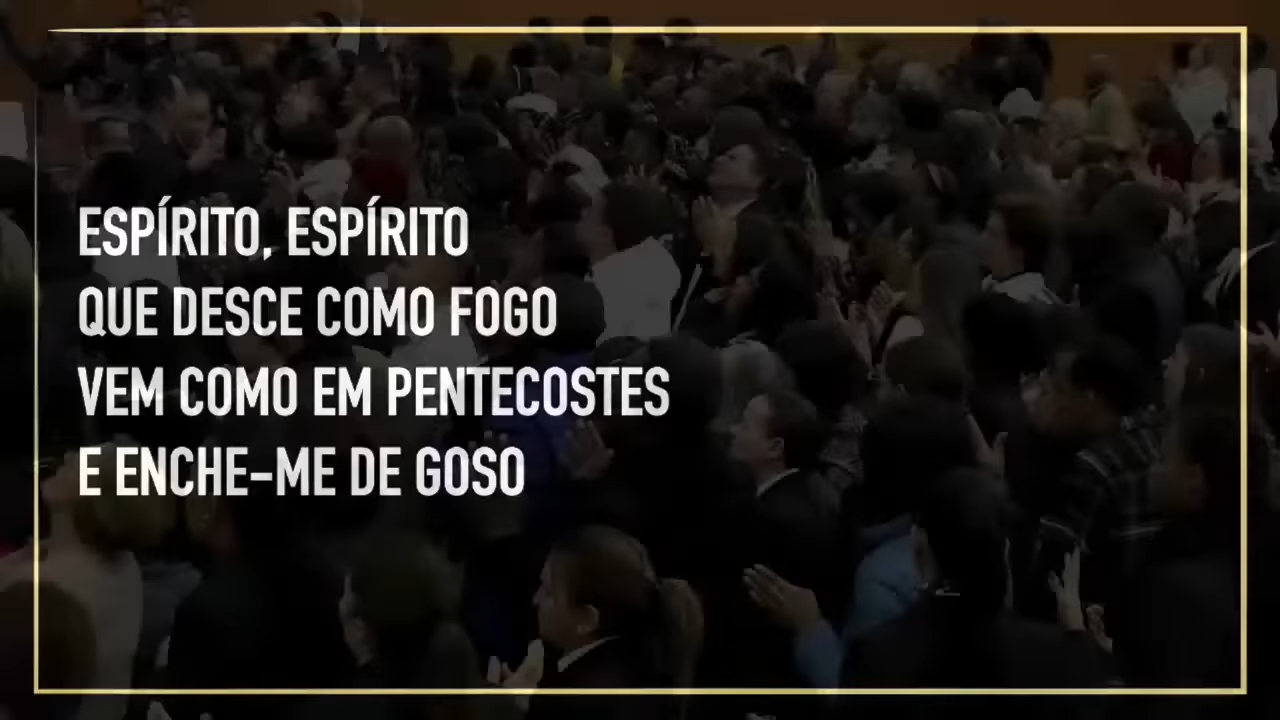 ESPÍRITO, ESPÍRITO
QUE DESCE COMO FOGO
VEM COMO EM PENTECOSTES
E ENCHE-ME DE GOSO